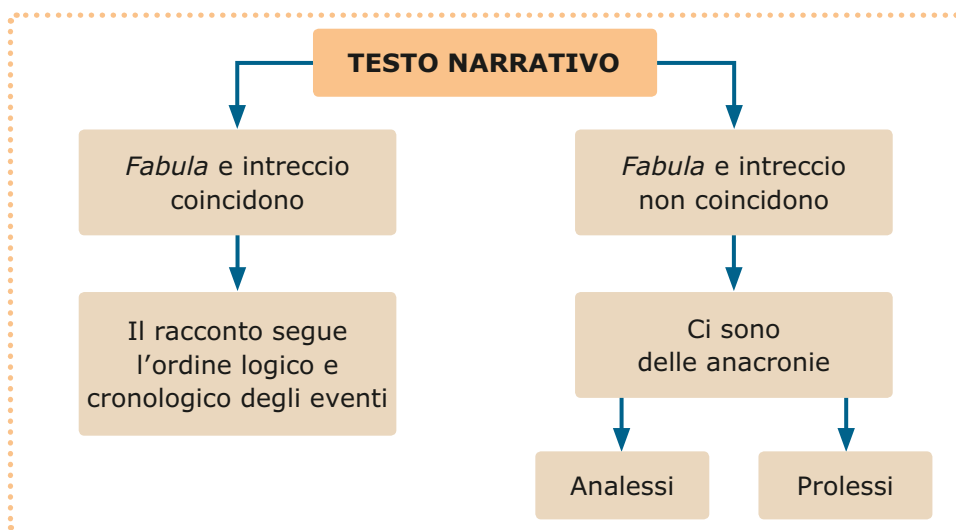 TESTO NARRATIVO
Fabula e intreccio
coincidono
Fabula e intreccio
non coincidono
Il racconto segue
l’ordine logico e
cronologico degli eventi
Ci sono
delle anacronie
Analessi
Prolessi